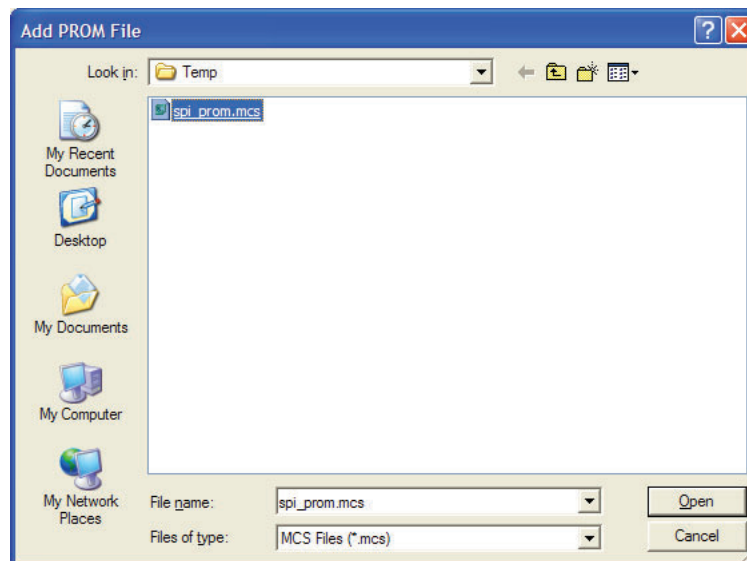 Add PROM File
Look in:
Temp
spi_prom.mcs
My Recent
Documents
Desktop
My Documents
My Computer
My Network
Places
File name:
spi_prom.mcs
Open
Files of type:
MCS Files (*.mcs)
Cancel